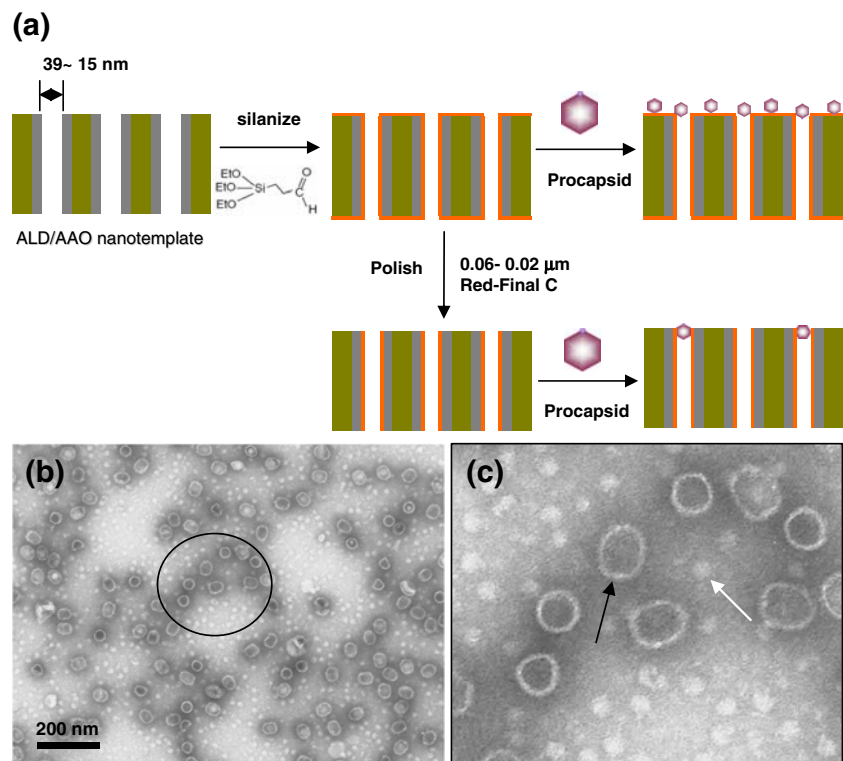 (a)
39~ 15 nm
silanize
EtO
O
EtO
Si
C
EtO
H
Procapsid
ALD/AAO nanotemplate
Polish
0.06- 0.02 µm
Red-Final C
Procapsid
(b)
(c)
200 nm